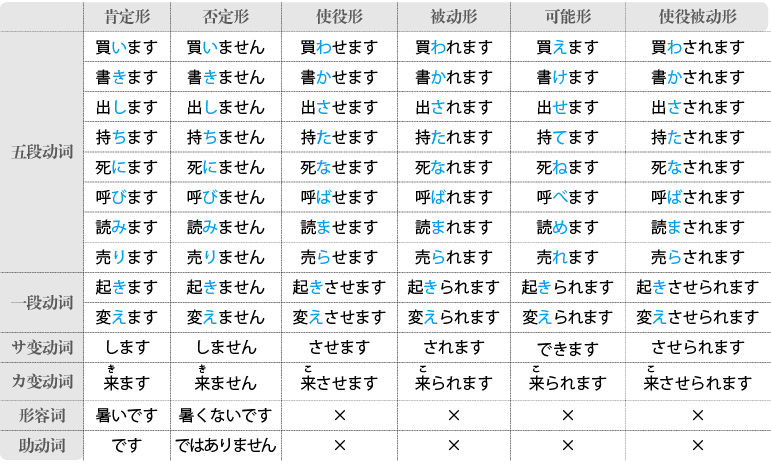 肯定形 否定形 使役形 被动形 可能形 使役被动形
買います 買いません 買わせます 買われます 買えます 買わされます
書きます 書きません 書かせます 書かれます 書けます 書かされます
出します 出しません 出させます 出されます 出せます 出さされます
五段动词 持ちます 持ちません 持たせます 持たれます 持てます 持たされます
死にます 死にません 死なせます 死なれます 死ねます 死なされます
呼びます 呼びません 呼ばせます 呼ばれます 呼べます 呼ばされます
読みます 読みません 読ませます 読まれます 読めます 読まされます
売ります 売りません 売らせます 売られます 売れます 売らされます
一段动词 起きます 起きません 起きさせます 起きられます 起きられます 起きさせられます
変えます 変えません 変えさせます 変えられます 変えられます 変えさせられます
サ变动词 します しません させます されます できます させられます
き き こ こ こ こ
カ変动词 来ます 来ません 来させます 来られます 来られます 来させられます
形容词 暑いです 暑くないです × × × ×
助动词 です ではありません × × × ×